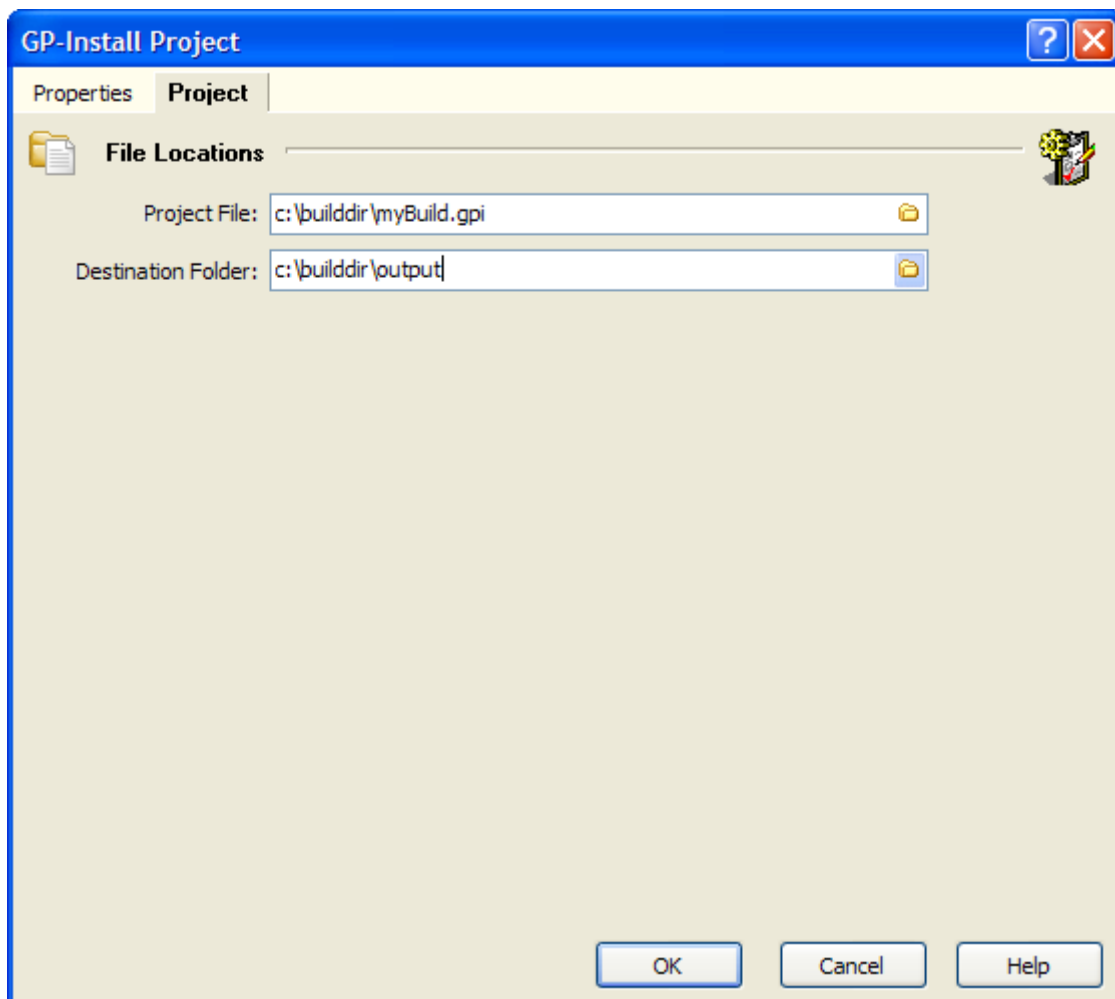 GP-Install Project
Properties Project
File Locations
Project File: c:\builddir\myBuild.gpi
Destination Folder: c:\builddir\output
OK Cancel Help